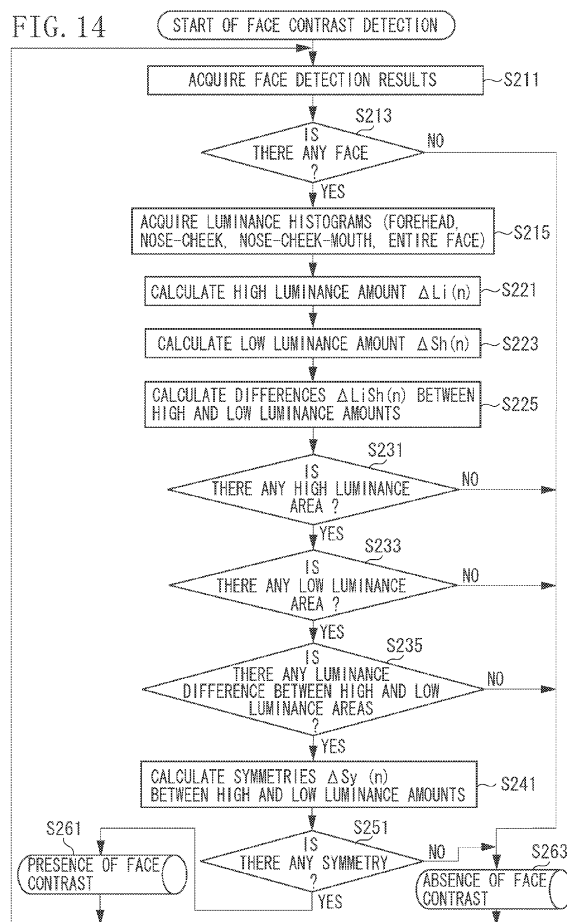 FIG. 14
START OF FACE CONTRAST DETECTION
ACQUIRE FACE DETECTION RESULTS
S211
S213
IS
THERE ANY FACE
?
NO
YES
ACQUIRE LUMINANCE HISTOGRAMS (FOREHEAD,
NOSE-CHEEK, NOSE-CHEEK-MOUTH, ENTIRE FACE)
S215
CALCULATE HIGH LUMINANCE AMOUNT ΔLi(n)
S221
CALCULATE LOW LUMINANCE AMOUNT ΔSh(n)
S223
CALCULATE DIFFERENCES ΔLiSh(n) BETWEEN
HIGH AND LOW LUMINANCE AMOUNTS
S225
S231
IS
THERE ANY HIGH LUMINANCE
AREA ?
NO
YES
S233
IS
THERE ANY LOW LUMINANCE
AREA ?
NO
YES
S235
IS
THERE ANY LUMINANCE
DIFFERENCE BETWEEN HIGH AND LOW
LUMINANCE AREAS
?
NO
YES
CALCULATE SYMMETRIES ΔSy (n)
BETWEEN HIGH AND LOW LUMINANCE AMOUNTS
S241
S251
IS
THERE ANY SYMMETRY
?
NO
YES
S261
PRESENCE OF FACE
CONTRAST
S263
ABSENCE OF FACE
CONTRAST